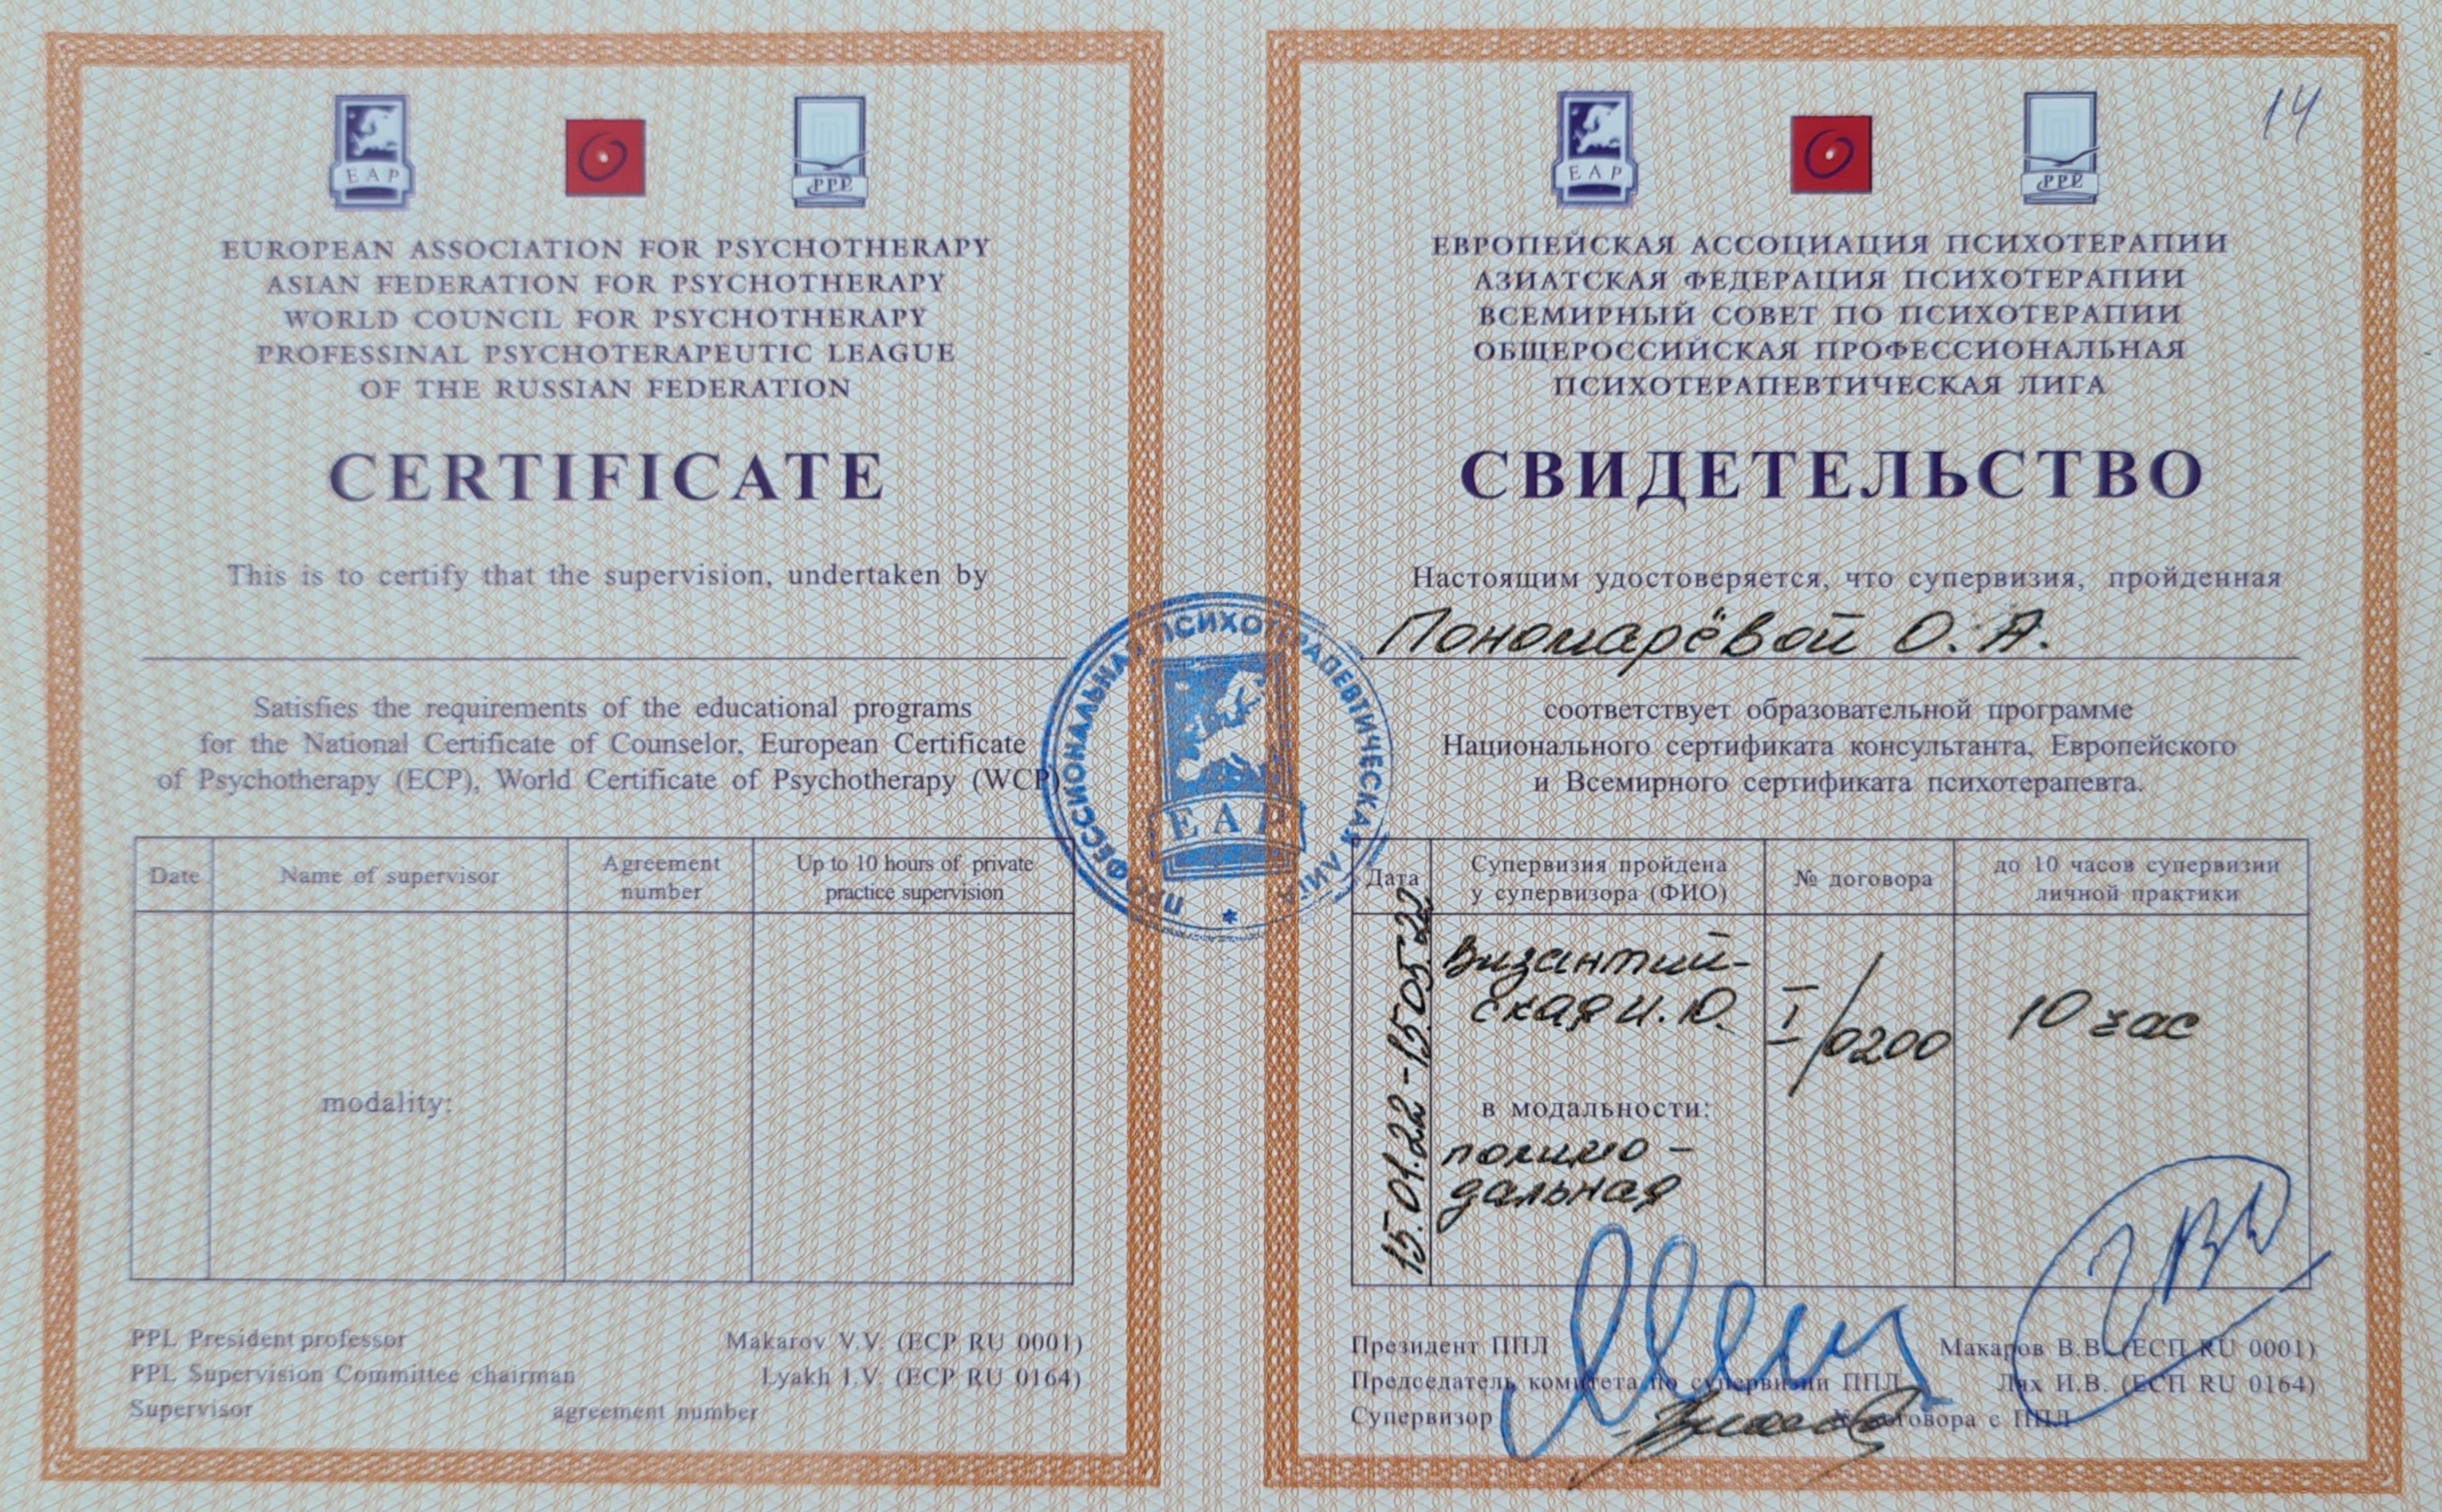 EAP
PPL
EUROPEAN ASSOCIATION FOR PSYCHOTHERAPY
ASIAN FEDERATION FOR PSYCHOTHERAPY
WORLD COUNCIL FOR PSYCHOTHERAPY
PROFESSINAL PSYCHOTERAPEUTIC LEAGUE
OF THE RUSSIAN FEDERATION
CERTIFICATE
This is to certify that the supervision, undertaken by
Satisfies the requirements of the educational programs
for the National Certificate of Counselor, European Certificate
of Psychotherapy (ECP), World Certificate of Psychotherapy (WCP)
Date
Name of supervisor
Agreement
number
Up to 10 hours of private
practice supervision
modality:
PPL President professor Makarov V.V. (ECP RU 0001)
PPL Supervision Committee chairman Lyakh I.V. (ECP RU 0164)
Supervisor agreement number
ПРОФЕССИОНАЛЬНАЯ ПСИХОТЕРАПЕВТИЧЕСКАЯ ЛИГА
EAP
14
EAP
PPL
ЕВРОПЕЙСКАЯ АССОЦИАЦИЯ ПСИХОТЕРАПИИ
АЗИАТСКАЯ ФЕДЕРАЦИЯ ПСИХОТЕРАПИИ
ВСЕМИРНЫЙ СОВЕТ ПО ПСИХОТЕРАПИИ
ОБЩЕРОССИЙСКАЯ ПРОФЕССИОНАЛЬНАЯ
ПСИХОТЕРАПЕВТИЧЕСКАЯ ЛИГА
СВИДЕТЕЛЬСТВО
Настоящим удостоверяется, что супервизия, пройденная
Пономарёвой О. А.
соответствует образовательной программе
Национального сертификата консультанта, Европейского
и Всемирного сертификата психотерапевта.
Дата
Супервизия пройдена
у супервизора (ФИО)
№ договора
до 10 часов супервизии
личной практики
15.01.22-15.05.22
Византий-
ская И.Ю.
I/0200
10 час
в модальности:
полимо-
дальная
Президент ППЛ Макаров В.В. (ЕСП RU 0001)
Председатель комитета по супервизии ППЛ Лях И.В. (ЕСП RU 0164)
Супервизор № договора с ППЛ